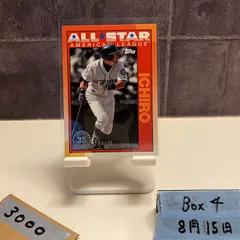 ALL★STAR
AMERICAN LEAGUE
Topps
ICHIRO
35
3000
Box 4
8月15日